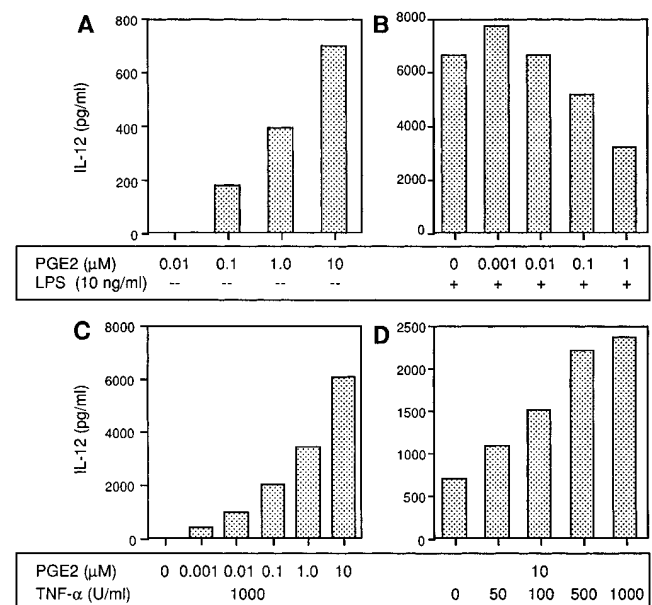 A
B
IL-12 (pg/ml)
800
600
400
200
0
8000
6000
4000
2000
0
PGE2 (µM) 0.01 0.1 1.0 10 0 0.001 0.01 0.1 1
LPS (10 ng/ml) -- -- -- -- + + + + +
C
D
IL-12 (pg/ml)
8000
6000
4000
2000
0
2500
2000
1500
1000
500
0
PGE2 (µM) 0 0.001 0.01 0.1 1.0 10 10
TNF-α (U/ml) 1000 0 50 100 500 1000